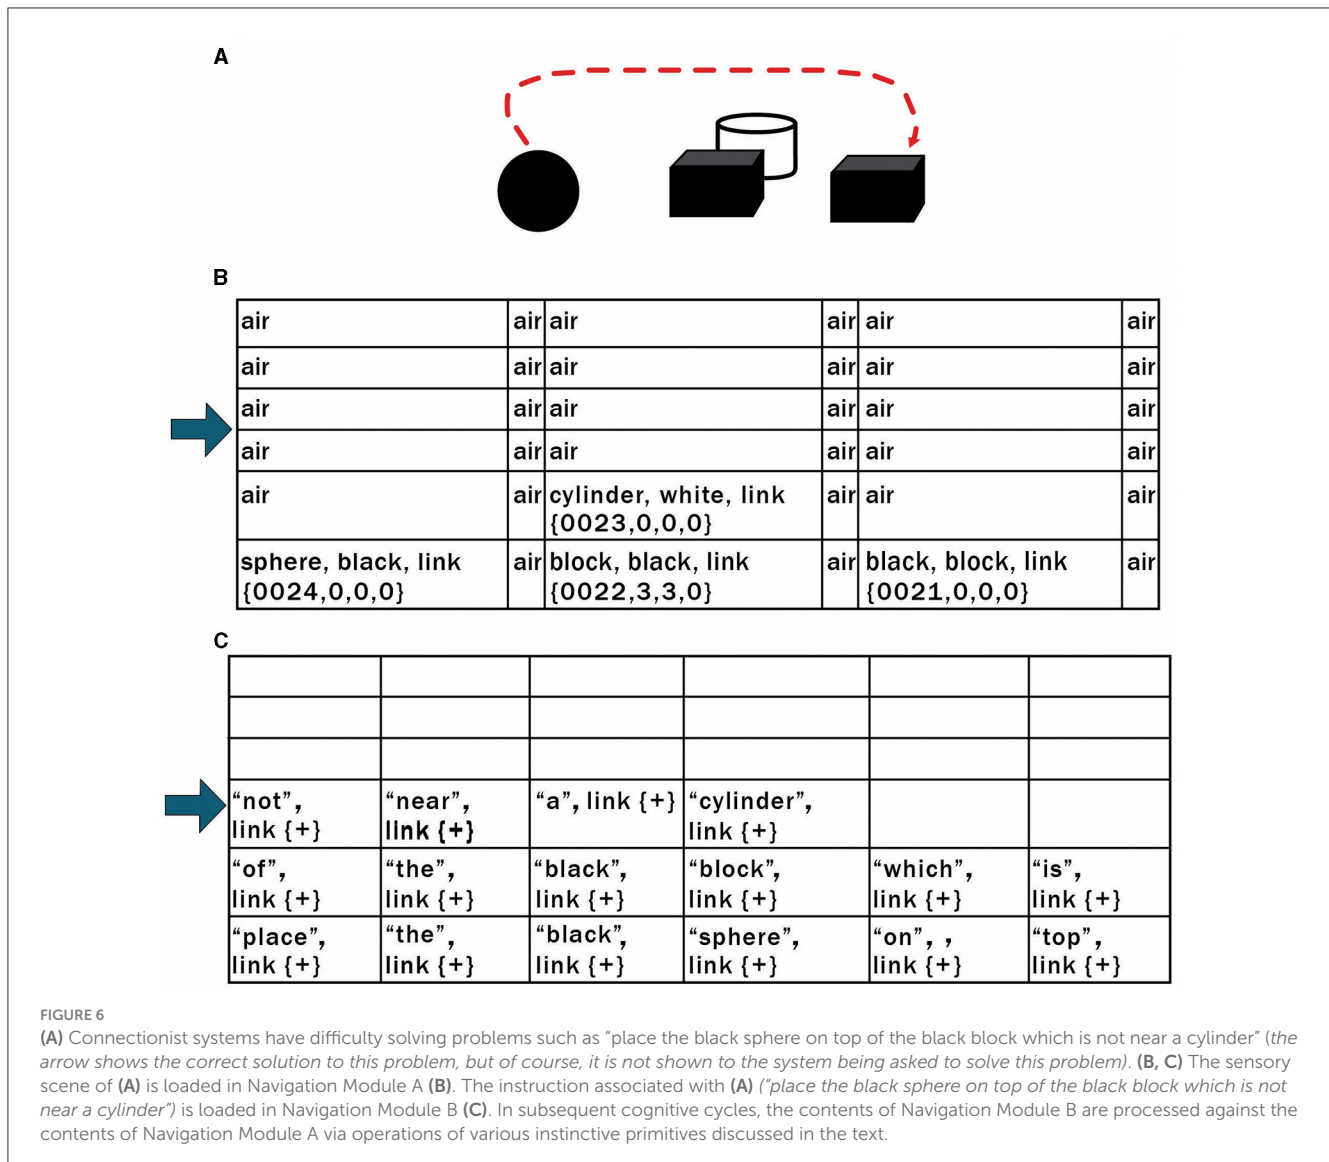 A
B
air air air air air air
air air air air air air
air air air air air air
air air air air air air
air air cylinder, white, link air air air
{0023,0,0,0}
sphere, black, link air block, black, link air black, block, link air
{0024,0,0,0} {0022,3,3,0} {0021,0,0,0}
C
“not”, “near”, “a”, link {+} “cylinder”,
link {+} link {+} link {+}
“of”, “the”, “black”, “block”, “which”, “is”,
link {+} link {+} link {+} link {+} link {+} link {+}
“place”, “the”, “black”, “sphere”, “on”, , “top”,
link {+} link {+} link {+} link {+} link {+} link {+}
FIGURE 6
(A) Connectionist systems have difficulty solving problems such as “place the black sphere on top of the black block which is not near a cylinder” (the
arrow shows the correct solution to this problem, but of course, it is not shown to the system being asked to solve this problem). (B, C) The sensory
scene of (A) is loaded in Navigation Module A (B). The instruction associated with (A) (“place the black sphere on top of the black block which is not
near a cylinder”) is loaded in Navigation Module B (C). In subsequent cognitive cycles, the contents of Navigation Module B are processed against the
contents of Navigation Module A via operations of various instinctive primitives discussed in the text.